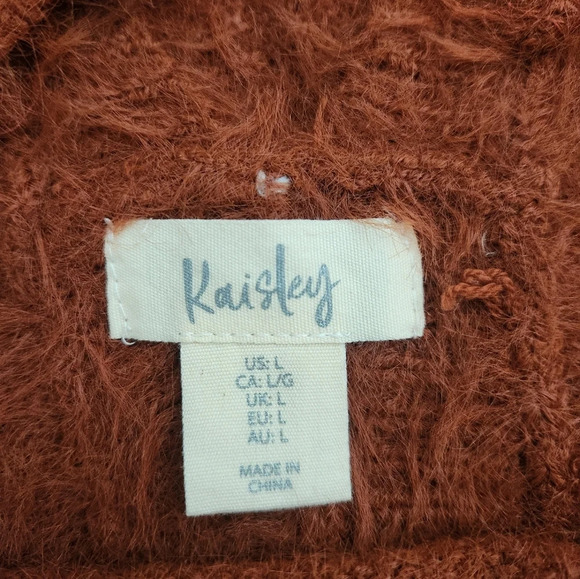 Kaisley
US: L
CA: L/G
UK: L
EU: L
AU: L
MADE IN
CHINA